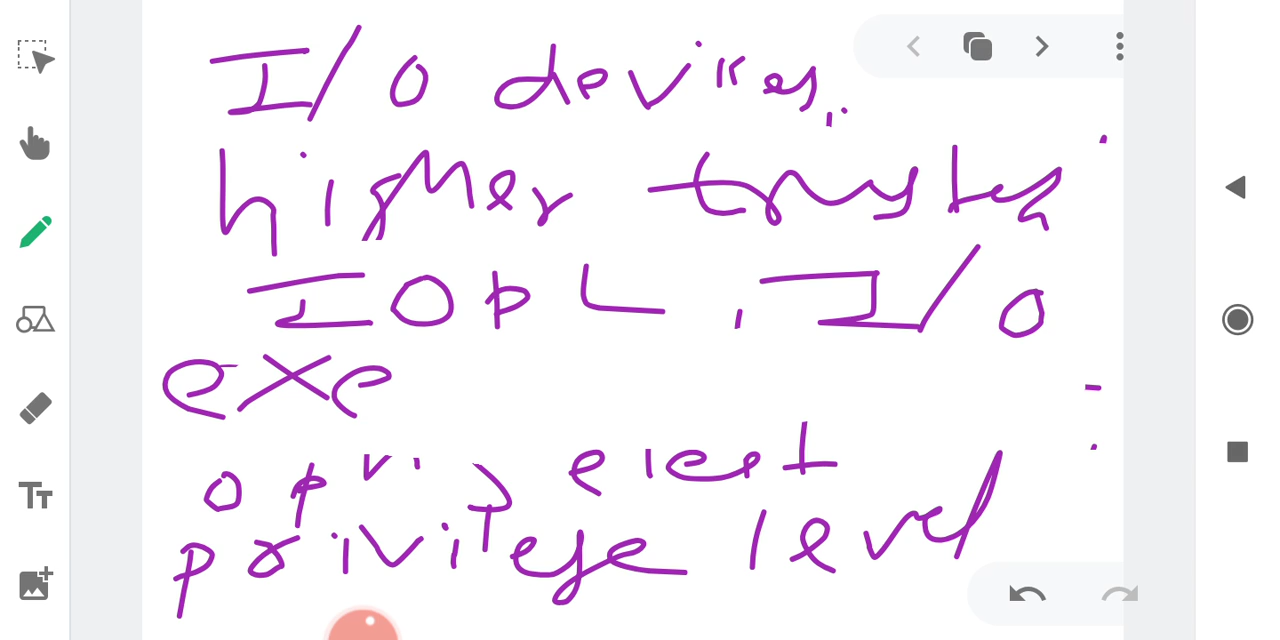 I/O devices,
higher trusted
IOPL, I/O
exe
privilege level